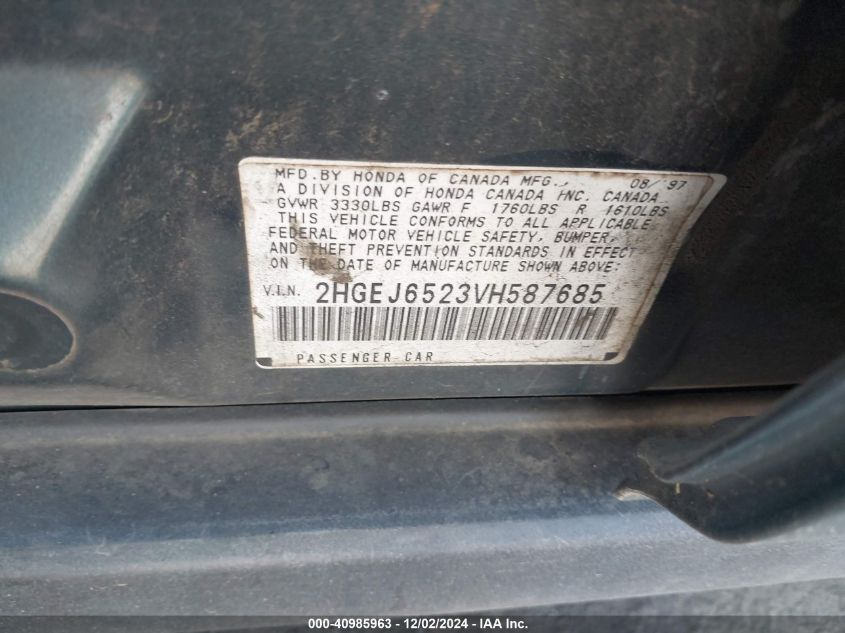 MFD.BY HONDA OF CANADA MFG., 08/'97
A DIVISION OF HONDA CANADA INC. CANADA
GVWR 3330LBS GAWR F 1760LBS R 1610LBS
THIS VEHICLE CONFORMS TO ALL APPLICABLE
FEDERAL MOTOR VEHICLE SAFETY, BUMPER,
AND THEFT PREVENTION STANDARDS IN EFFECT
ON THE DATE OF MANUFACTURE SHOWN ABOVE:
V.I.N. 2HGEJ6523VH587685
H
PASSENGER CAR
000-40985963 - 12/02/2024 - IAA Inc.